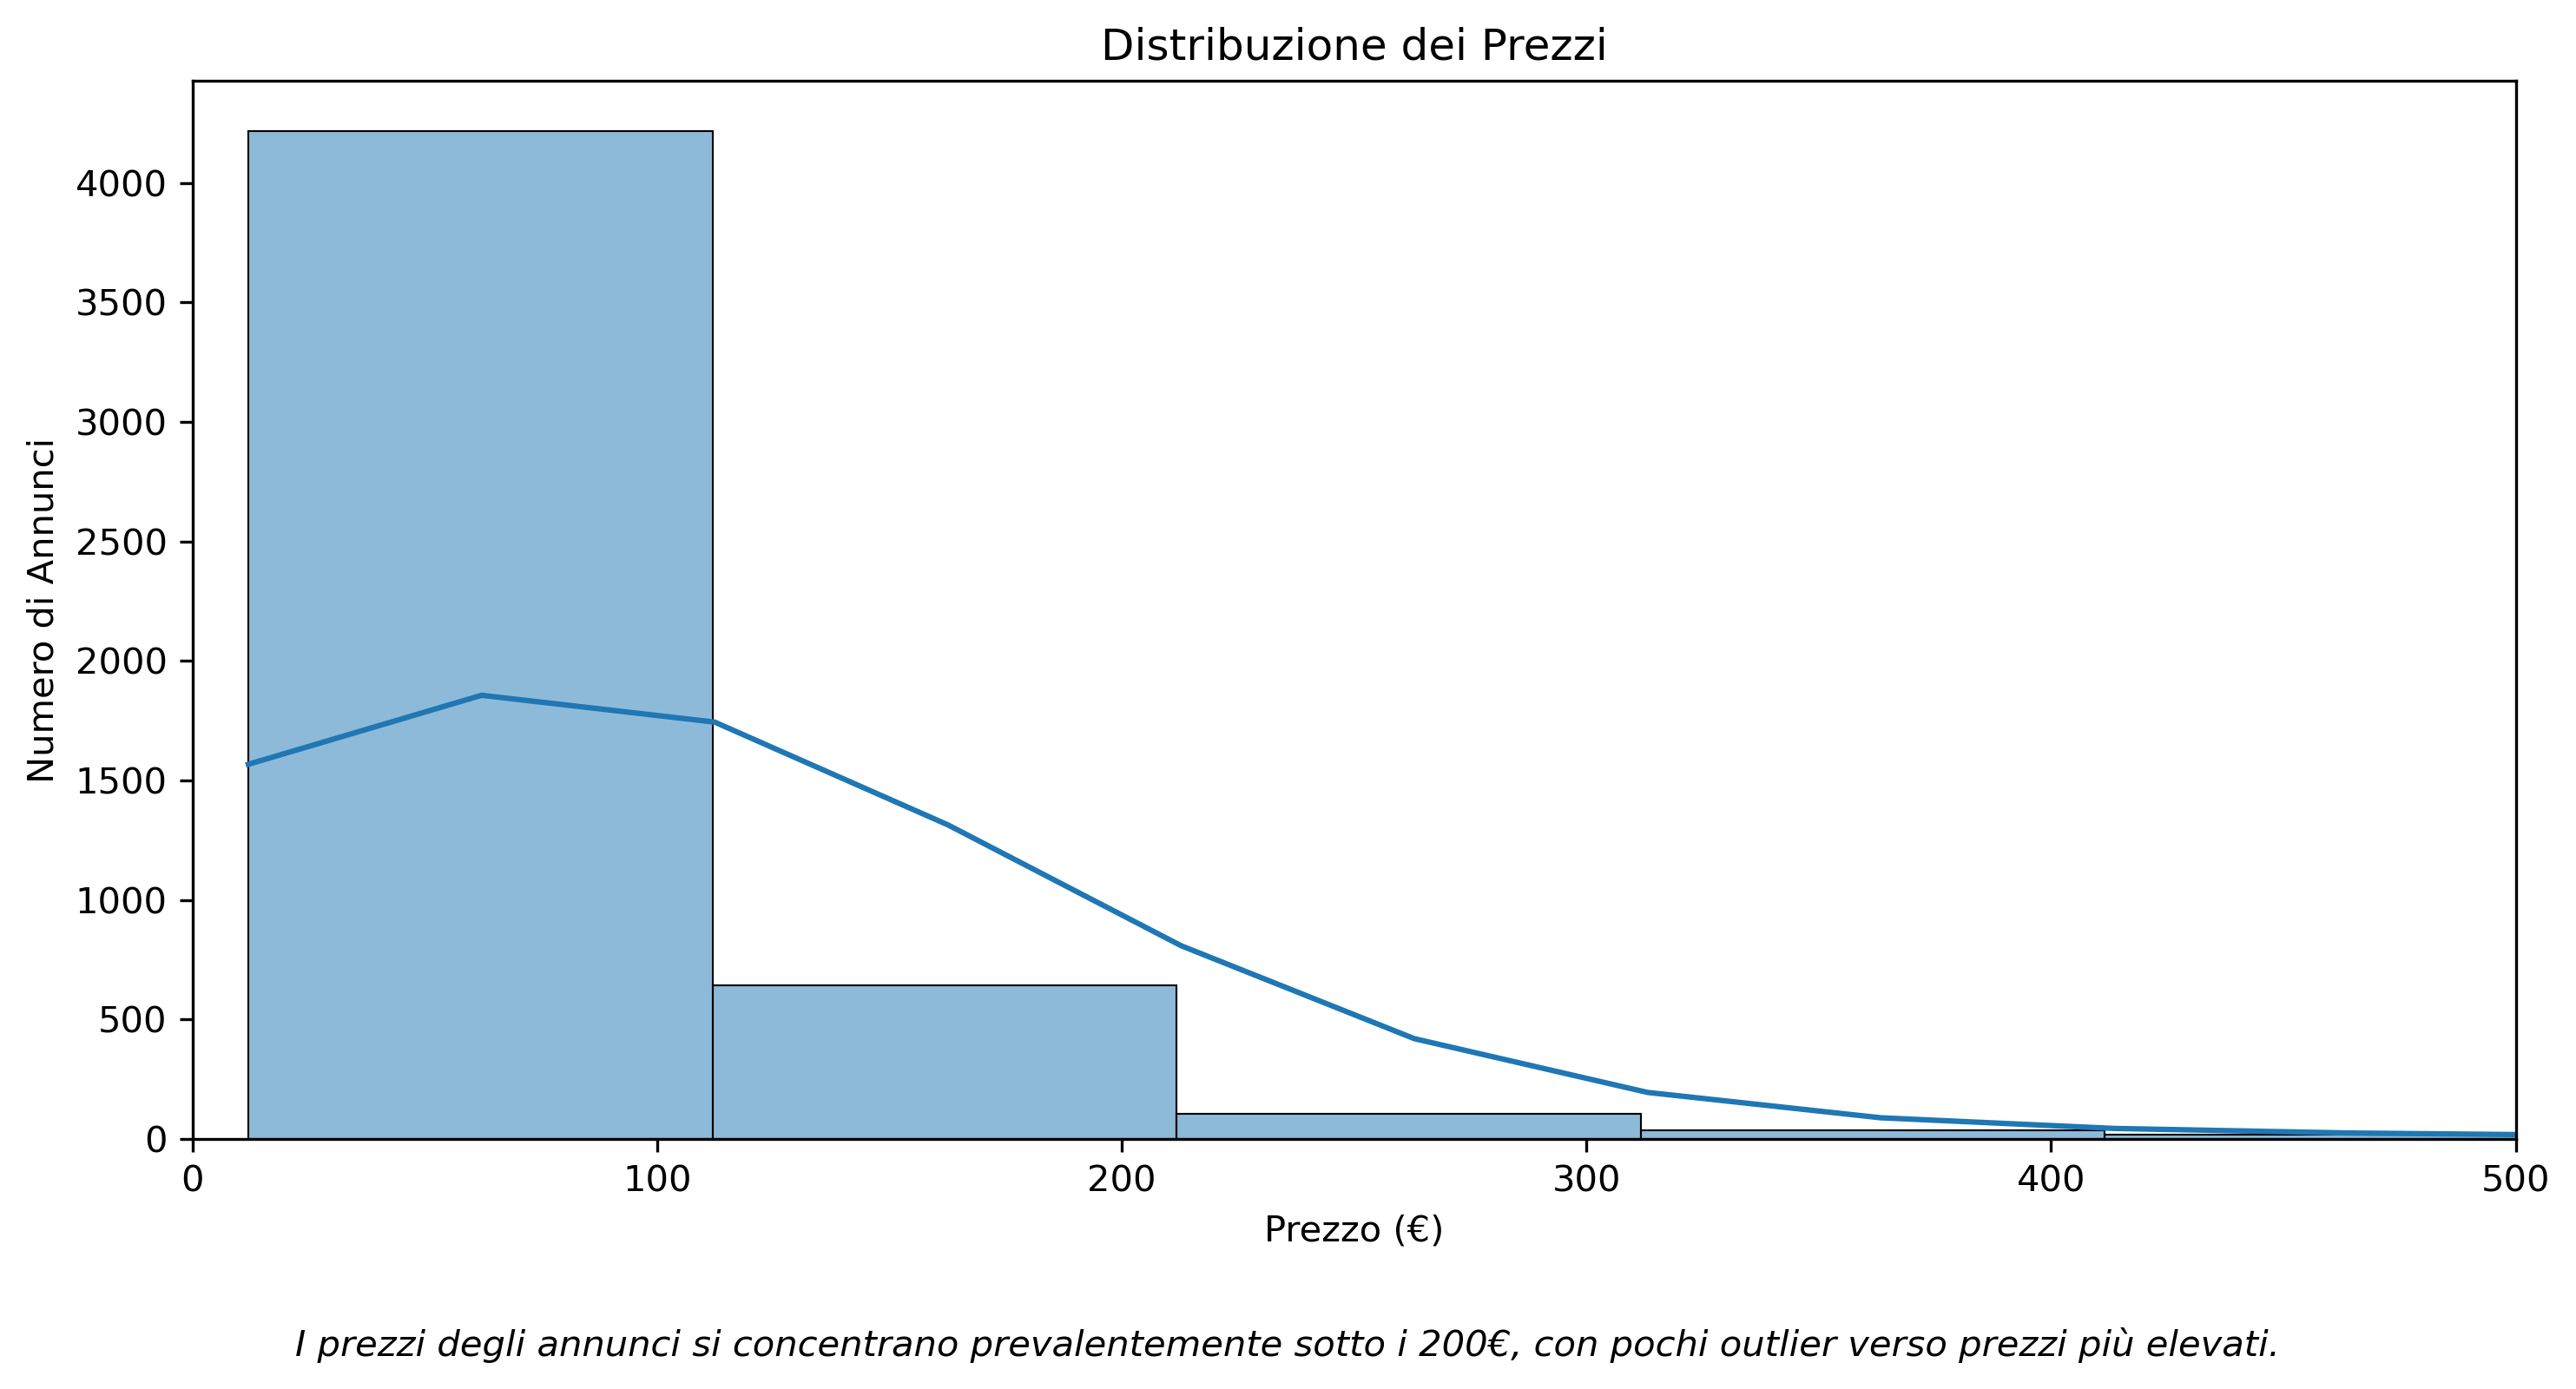 Distribuzione dei Prezzi
Numero di Annunci
4000
3500
3000
2500
2000
1500
1000
500
0
0 100 200 300 400 500
Prezzo (€)
I prezzi degli annunci si concentrano prevalentemente sotto i 200€, con pochi outlier verso prezzi più elevati.